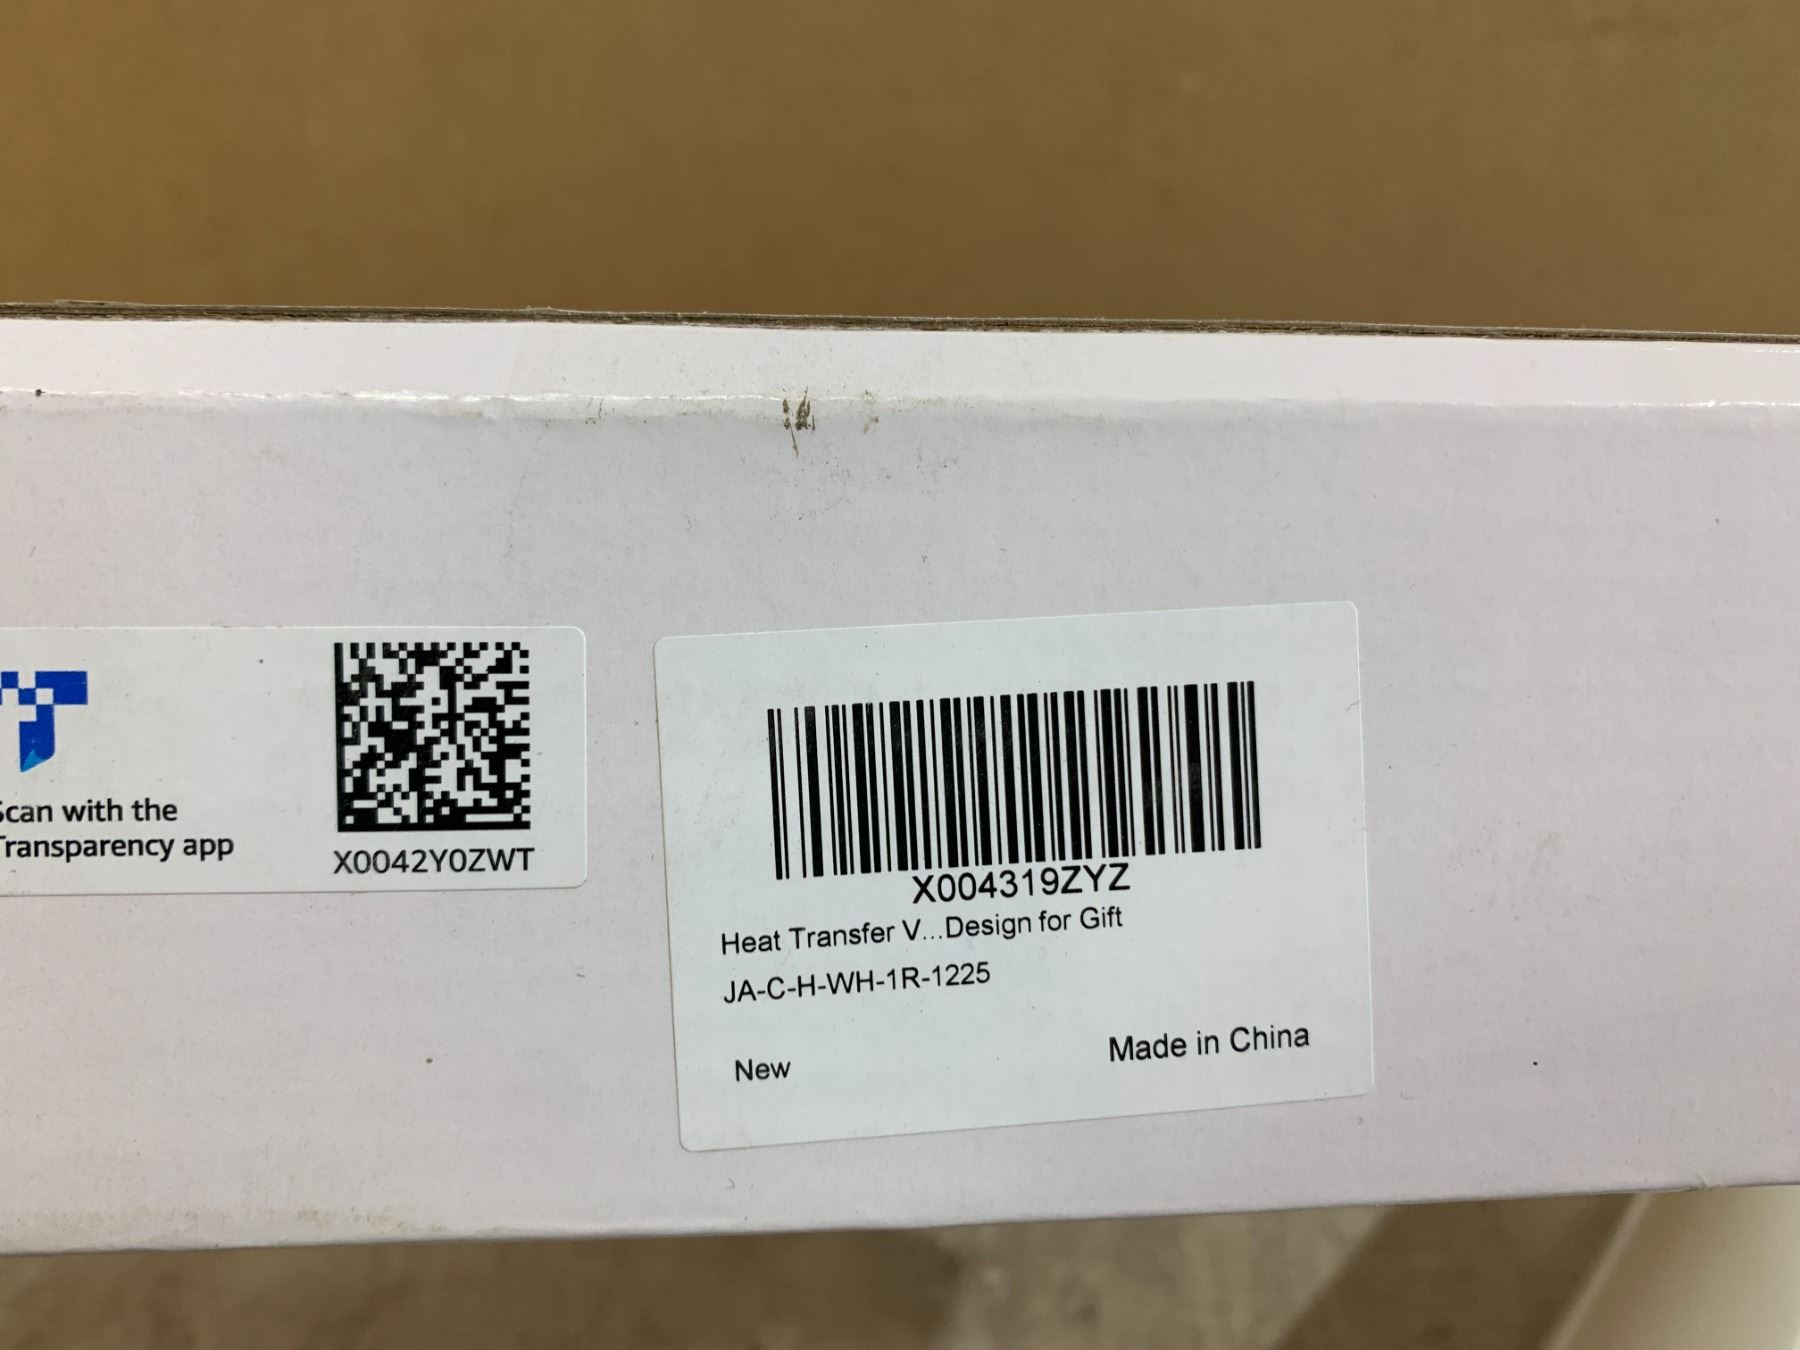 Scan with the
Transparency app
X0042Y0ZWT
X004319ZYZ
Heat Transfer V...Design for Gift
JA-C-H-WH-1R-1225
New
Made in China